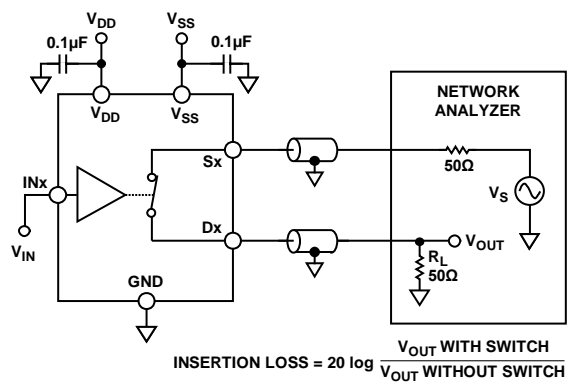 VDD
VSS
0.1µF
0.1µF
VDD
VSS
NETWORK
ANALYZER
Sx
50Ω
VS
INx
VIN
Dx
VOUT
RL
50Ω
GND
INSERTION LOSS = 20 log
VOUT WITH SWITCH
VOUT WITHOUT SWITCH